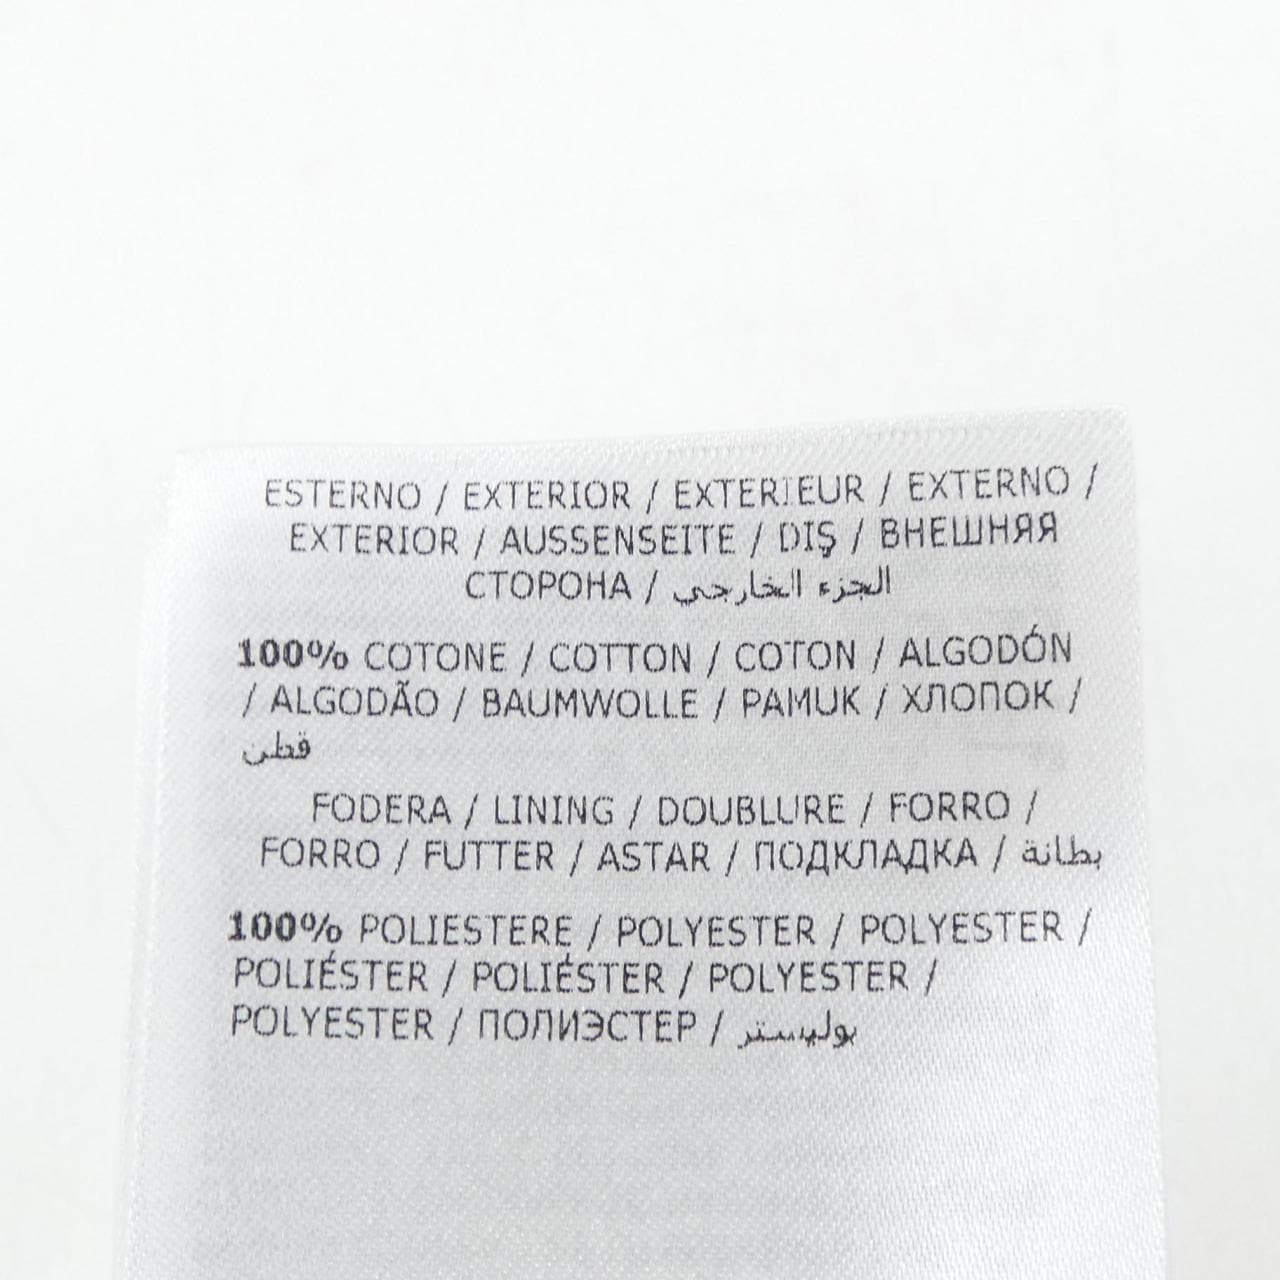 ESTERNO / EXTERIOR / EXTERIEUR / EXTERNO /
EXTERIOR / AUSSENSEITE / DIŞ / ВНЕШНЯЯ
СТОРОНА / الجزء الخارجي
100% COTONE / COTTON / COTON / ALGODÓN
/ ALGODÃO / BAUMWOLLE / PAMUK / ХЛОПОК /
قطن
FODERA / LINING / DOUBLURE / FORRO /
FORRO / FUTTER / ASTAR / ПОДКЛАДКА / بطانة
100% POLIESTERE / POLYESTER / POLYESTER /
POLIÉSTER / POLIÉSTER / POLYESTER /
POLYESTER / ПОЛИЭСТЕР / بوليستر